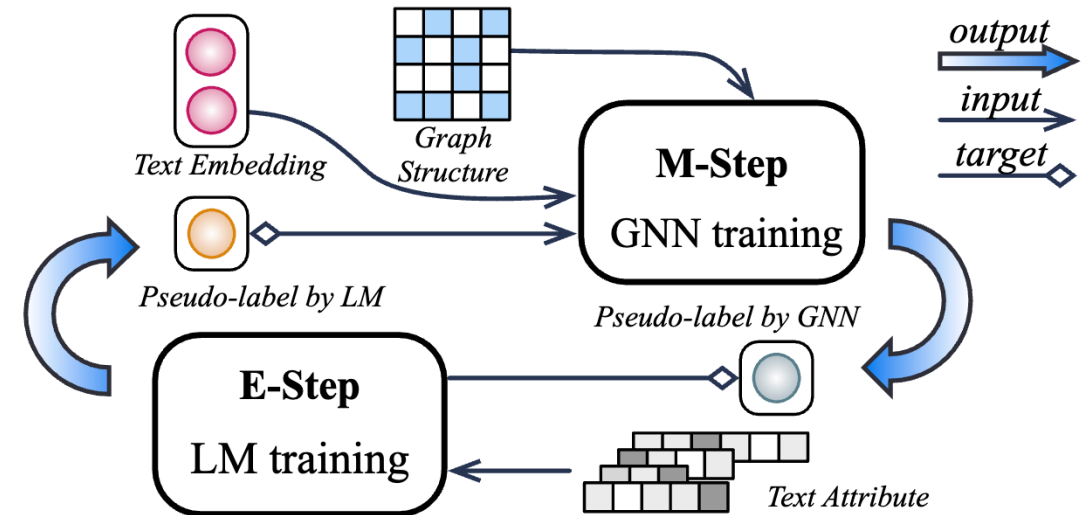 output
input
target
Text Embedding
Graph
Structure
M-Step
GNN training
Pseudo-label by LM
Pseudo-label by GNN
E-Step
LM training
Text Attribute